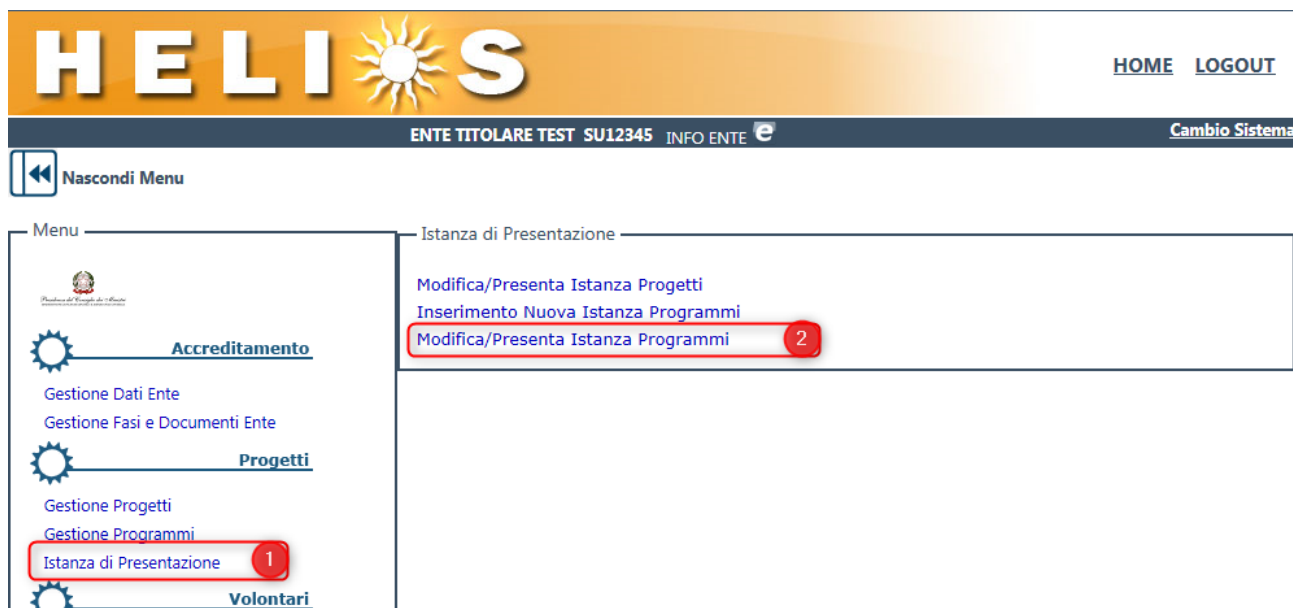 HELIOS
HOME LOGOUT
ENTE TITOLARE TEST SU12345 INFO ENTE e
Cambio Sistema
Nascondi Menu
Menu
Accreditamento
Gestione Dati Ente
Gestione Fasi e Documenti Ente
Progetti
Gestione Progetti
Gestione Programmi
Istanza di Presentazione 1
Volontari
Istanza di Presentazione
Modifica/Presenta Istanza Progetti
Inserimento Nuova Istanza Programmi
Modifica/Presenta Istanza Programmi 2